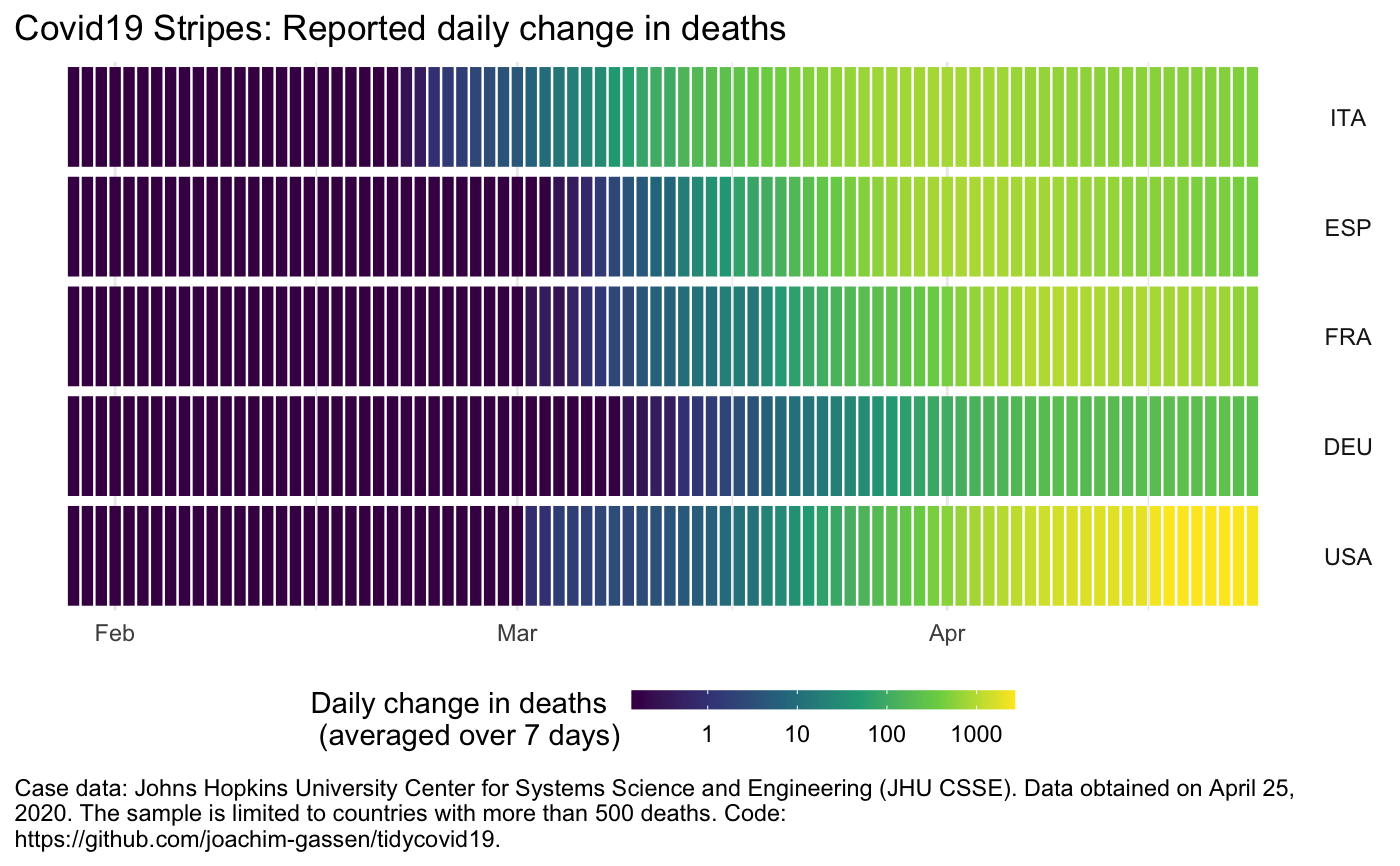 Covid19 Stripes: Reported daily change in deaths
ITA
ESP
FRA
DEU
USA
Feb Mar Apr
Daily change in deaths
(averaged over 7 days)
1 10 100 1000
Case data: Johns Hopkins University Center for Systems Science and Engineering (JHU CSSE). Data obtained on April 25,
2020. The sample is limited to countries with more than 500 deaths. Code:
https://github.com/joachim-gassen/tidycovid19.